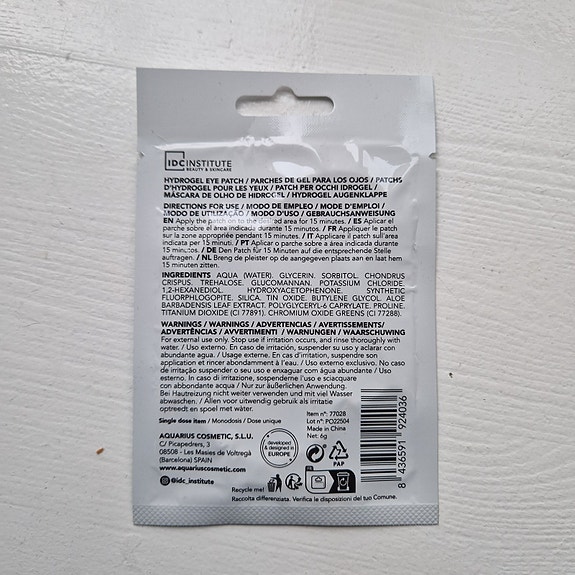 IDC INSTITUTE
BEAUTY & SKINCARE
HYDROGEL EYE PATCH / PARCHES DE GEL PARA LOS OJOS / PATCHS
D'HYDROGEL POUR LES YEUX / PATCH PER OCCHI IDROGEL /
MÁSCARA DE OLHO DE HIDROGEL / HYDROGEL AUGENKLAPPE
DIRECTIONS FOR USE / MODO DE EMPLEO / MODE D'EMPLOI /
MODO DE UTILIZAÇÃO / MODO D'USO / GEBRAUCHSANWEISUNG
EN Apply the patch on to the desired area for 15 minutes. / ES Aplicar el
parche sobre el área indicada durante 15 minutos. / FR Appliquer le patch
sur la zone appropriée pendant 15 minutes. / IT Applicare il patch sull'area
indicata per 15 minuti. / PT Aplicar o parche sobre a área indicada durante
15 minutos. / DE Den Patch für 15 Minuten auf die entsprechende Stelle
auftragen. / NL Breng de pleister op de aangegeven plaats aan en laat hem
15 minuten zitten.
INGREDIENTS AQUA (WATER). GLYCERIN. SORBITOL. CHONDRUS
CRISPUS. TREHALOSE. GLUCOMANNAN. POTASSIUM CHLORIDE.
1,2-HEXANEDIOL. HYDROXYACETOPHENONE. SYNTHETIC
FLUORPHLOGOPITE. SILICA. TIN OXIDE. BUTYLENE GLYCOL. ALOE
BARBADENSIS LEAF EXTRACT. POLYGLYCERYL-6 CAPRYLATE. PROLINE.
TITANIUM DIOXIDE (CI 77891). CHROMIUM OXIDE GREENS (CI 77288).
WARNINGS / WARNINGS / ADVERTENCIAS / AVERTISSEMENTS/
ADVERTÊNCIAS / AVVERTIMENTI / WARNUNGEN / WAARSCHUWING
For external use only. Stop use if irritation occurs, and rinse thoroughly with
water. / Uso externo. En caso de irritación, suspender su uso y aclarar con
abundante agua. / Usage externe. En cas d'irritation, suspendre son
application et rincer abondamment à l'eau. / Uso externo exclusivo. No caso
de irritação suspender o seu uso e enxaguar com água abundante / Uso
esterno. In caso di irritazione, sospenderne l'uso e sciacquare
con abbondante acqua / Nur zur äußerlichen Anwendung.
Bei Hautreizung nicht weiter verwenden und mit viel Wasser
abwaschen. / Allen voor uitwendig gebruik als irritatie
optreedt en spoel met water.
Single dose item / Monodosis / Dose unique
AQUARIUS COSMETIC, S.L.U.
C/ Picapedrers, 3
08508 - Les Masies de Voltregà
(Barcelona) SPAIN
www.aquariuscosmetic.com
@idc_institute
developed &
designed in
EUROPE
Item nº: 77028
Lot nº: PO22504
Made in China
Net: 6g
PAP
8 436591 924036
Recycle me!
Raccolta differenziata. Verifica le disposizioni del tuo Comune.